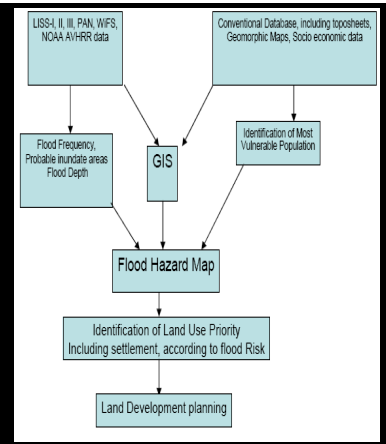 LISS-I, II, III, PAN, WIFS,
NOAA AVHRR data
Conventional Database, including toposheets,
Geomorphic Maps, Socio economic data
Flood Frequency,
Probable inundate areas
Flood Depth
GIS
Identification of Most
Vulnerable Population
Flood Hazard Map
Identification of Land Use Priority
Including settlement, according to flood Risk
Land Development planning